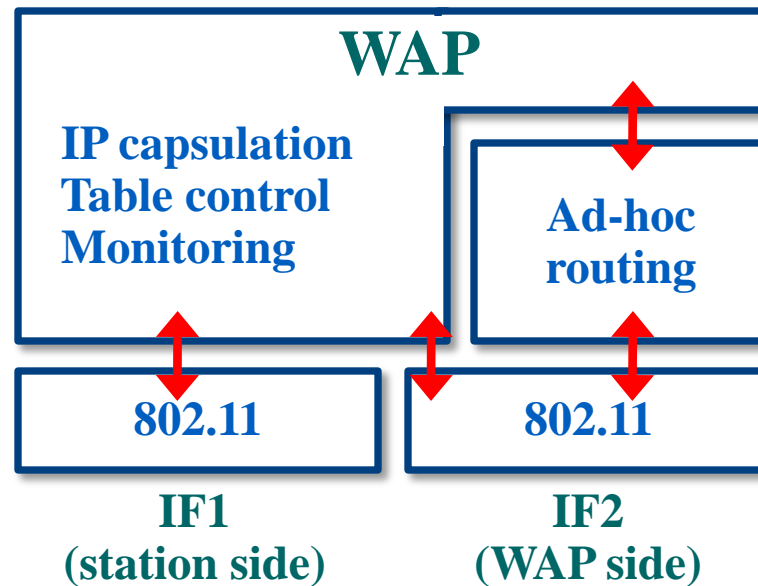 WAP
IP capsulation
Table control
Monitoring
Ad-hoc
routing
802.11
802.11
IF1
(station side)
IF2
(WAP side)